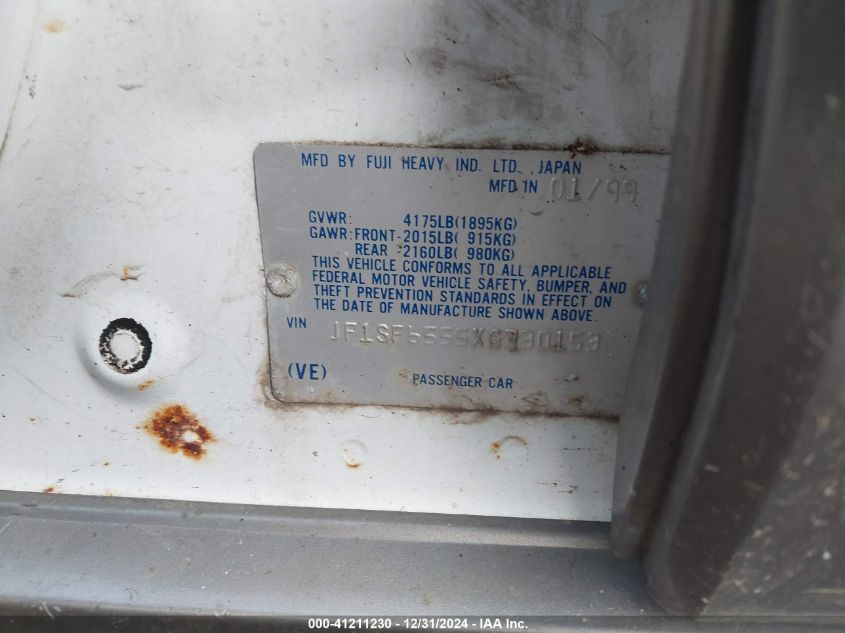 MFD BY FUJI HEAVY IND. LTD., JAPAN
MFD IN 01/99
GVWR: 4175LB(1895KG)
GAWR:FRONT-2015LB( 915KG)
REAR -2160LB( 980KG)
THIS VEHICLE CONFORMS TO ALL APPLICABLE
FEDERAL MOTOR VEHICLE SAFETY, BUMPER, AND
THEFT PREVENTION STANDARDS IN EFFECT ON
THE DATE OF MANUFACTURE SHOWN ABOVE.
VIN JF1SF6555XG730153
(VE) PASSENGER CAR
000-41211230 - 12/31/2024 - IAA Inc.